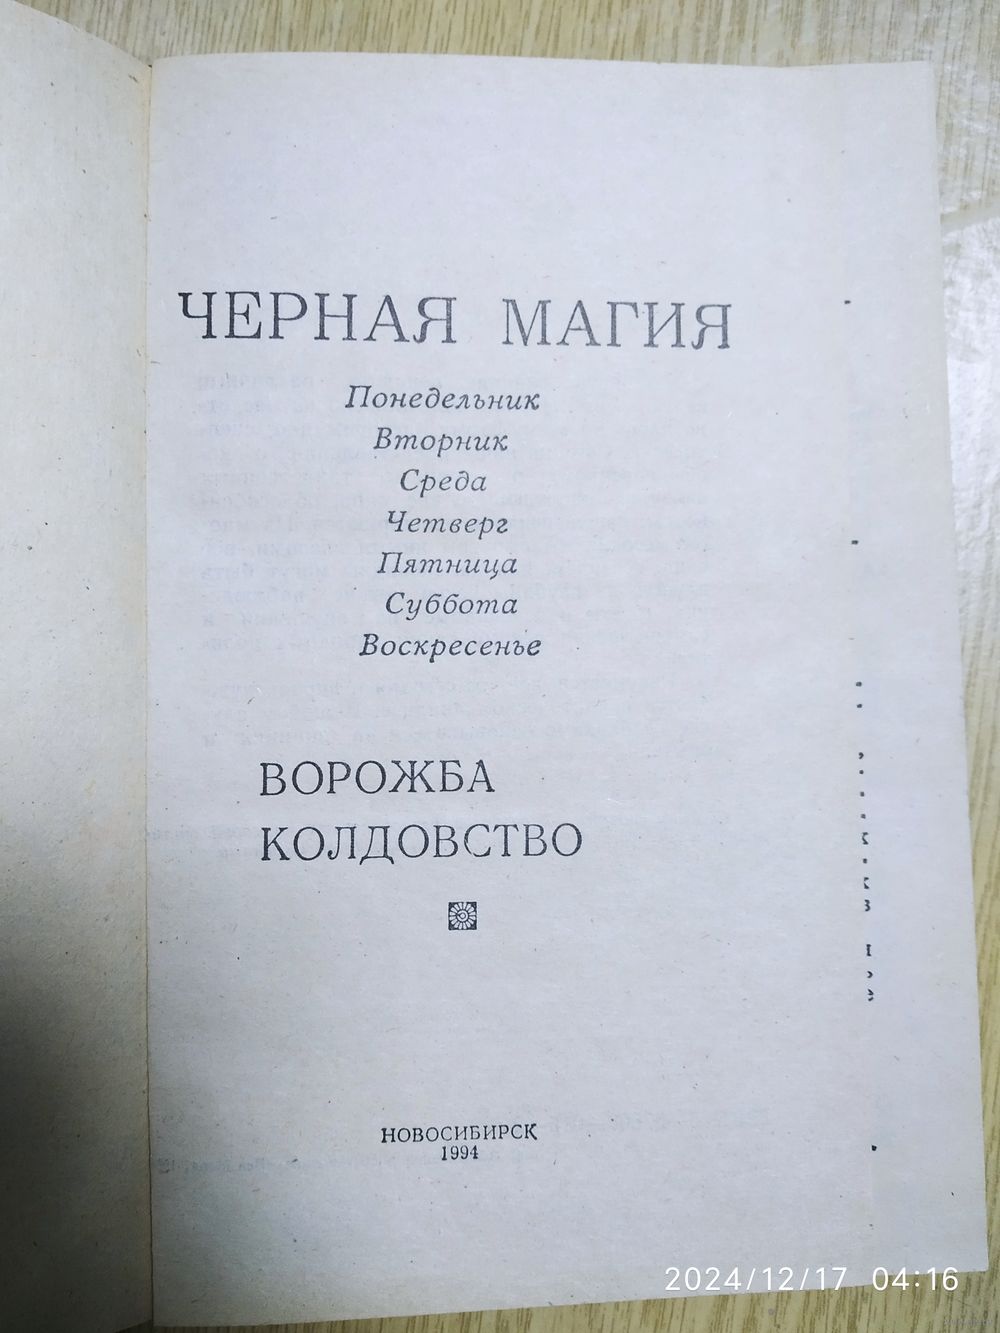 ЧЕРНАЯ МАГИЯ
Понедельник
Вторник
Среда
Четверг
Пятница
Суббота
Воскресенье
ВОРОЖБА
КОЛДОВСТВО
НОВОСИБИРСК
1994
2024/12/17 04:16